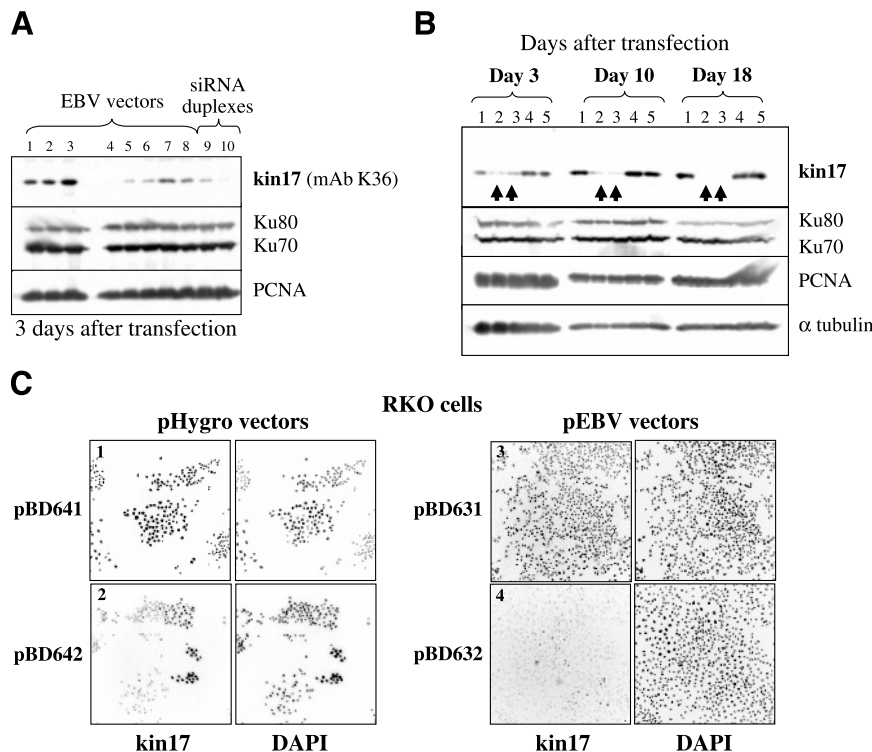 A
EBV vectors
siRNA
duplexes
1 2 3 4 5 6 7 8 9 10
kin17 (mAb K36)
Ku80
Ku70
PCNA
3 days after transfection
B
Days after transfection
Day 3 Day 10 Day 18
1 2 3 4 5 1 2 3 4 5 1 2 3 4 5
kin17
Ku80
Ku70
PCNA
α tubulin
C
RKO cells
pHygro vectors
pEBV vectors
pBD641
1
pBD631
3
pBD642
2
pBD632
4
kin17 DAPI
kin17 DAPI